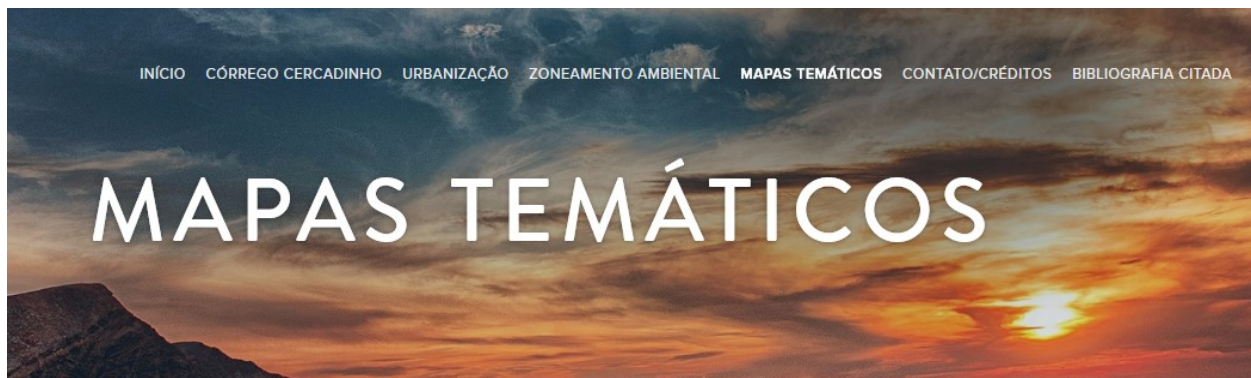 INÍCIO CÓRREGO CERCADINHO URBANIZAÇÃO ZONEAMENTO AMBIENTAL MAPAS TEMÁTICOS CONTATO/CRÉDITOS BIBLIOGRAFIA CITADA
MAPAS TEMÁTICOS